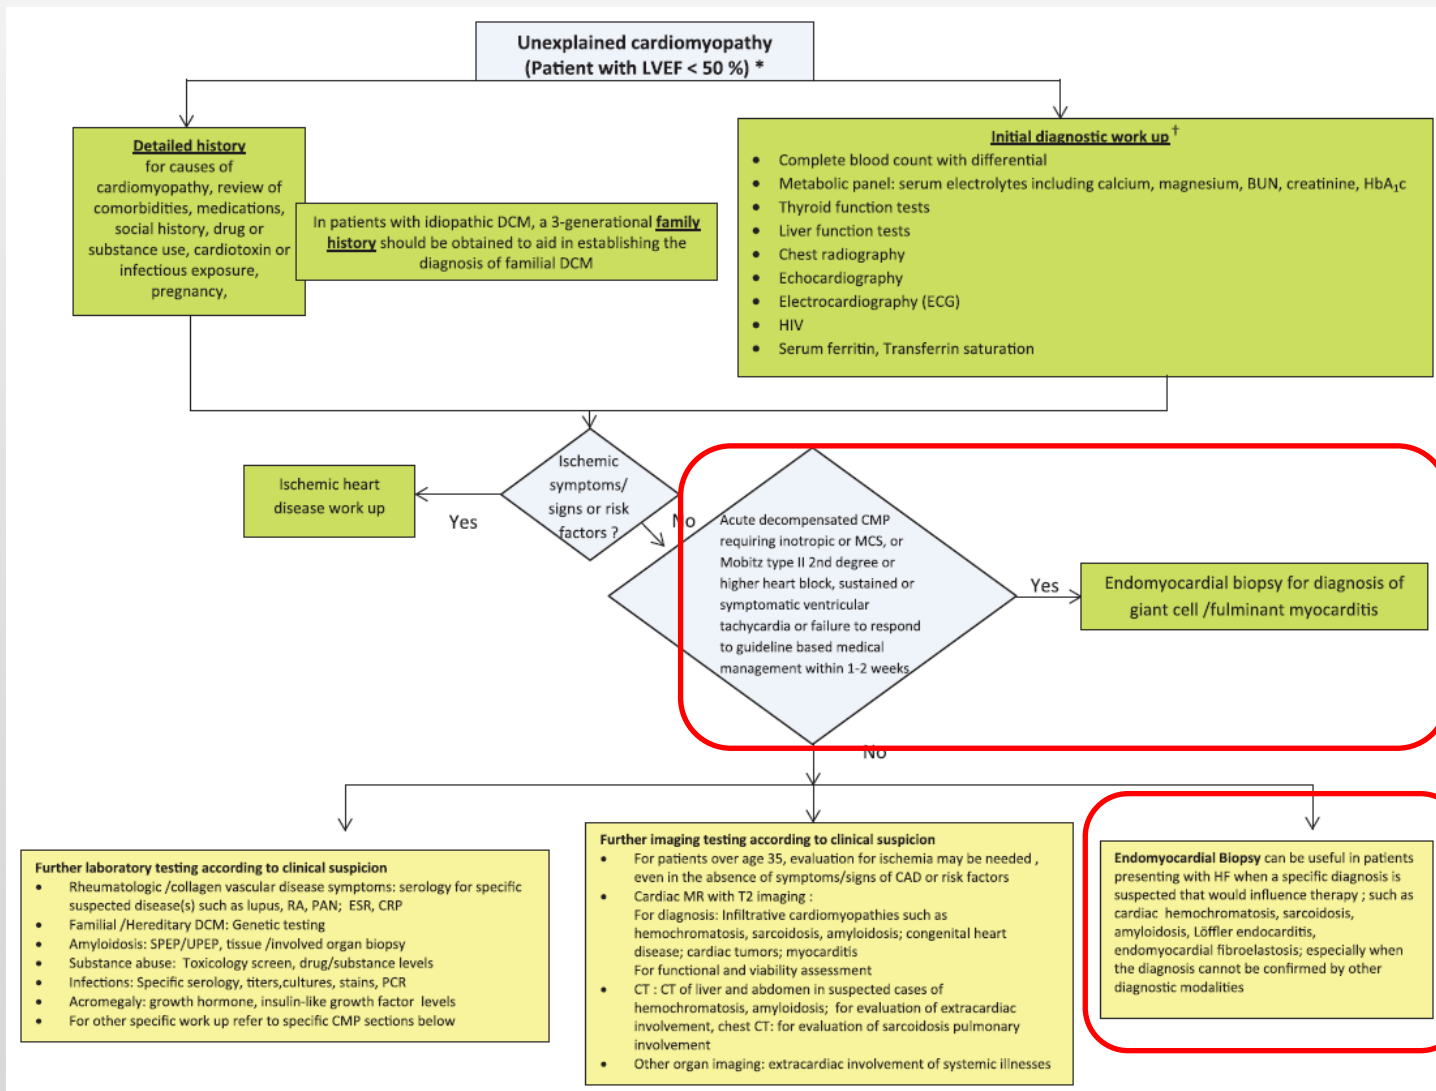 Unexplained cardiomyopathy
(Patient with LVEF < 50 %) *
Detailed history
for causes of
cardiomyopathy, review of
comorbidities, medications,
social history, drug or
substance use, cardiotoxin or
infectious exposure,
pregnancy,
In patients with idiopathic DCM, a 3-generational family
history should be obtained to aid in establishing the
diagnosis of familial DCM
Initial diagnostic work up†
• Complete blood count with differential
• Metabolic panel: serum electrolytes including calcium, magnesium, BUN, creatinine, HbA₁c
• Thyroid function tests
• Liver function tests
• Chest radiography
• Echocardiography
• Electrocardiography (ECG)
• HIV
• Serum ferritin, Transferrin saturation
Ischemic
symptoms/
signs or risk
factors ?
Yes
Ischemic heart
disease work up
No
Acute decompensated CMP
requiring inotropic or MCS, or
Mobitz type II 2nd degree or
higher heart block, sustained or
symptomatic ventricular
tachycardia or failure to respond
to guideline based medical
management within 1-2 weeks
Yes
Endomyocardial biopsy for diagnosis of
giant cell /fulminant myocarditis
No
Further laboratory testing according to clinical suspicion
• Rheumatologic /collagen vascular disease symptoms: serology for specific
suspected disease(s) such as lupus, RA, PAN; ESR, CRP
• Familial /Hereditary DCM: Genetic testing
• Amyloidosis: SPEP/UPEP, tissue /involved organ biopsy
• Substance abuse: Toxicology screen, drug/substance levels
• Infections: Specific serology, titers,cultures, stains, PCR
• Acromegaly: growth hormone, insulin-like growth factor levels
• For other specific work up refer to specific CMP sections below
Further imaging testing according to clinical suspicion
• For patients over age 35, evaluation for ischemia may be needed ,
even in the absence of symptoms/signs of CAD or risk factors
• Cardiac MR with T2 imaging :
For diagnosis: Infiltrative cardiomyopathies such as
hemochromatosis, sarcoidosis, amyloidosis; congenital heart
disease; cardiac tumors; myocarditis
For functional and viability assessment
• CT : CT of liver and abdomen in suspected cases of
hemochromatosis, amyloidosis; for evaluation of extracardiac
involvement, chest CT: for evaluation of sarcoidosis pulmonary
involvement
• Other organ imaging: extracardiac involvement of systemic illnesses
Endomyocardial Biopsy can be useful in patients
presenting with HF when a specific diagnosis is
suspected that would influence therapy ; such as
cardiac hemochromatosis, sarcoidosis,
amyloidosis, Löffler endocarditis,
endomyocardial fibroelastosis; especially when
the diagnosis cannot be confirmed by other
diagnostic modalities